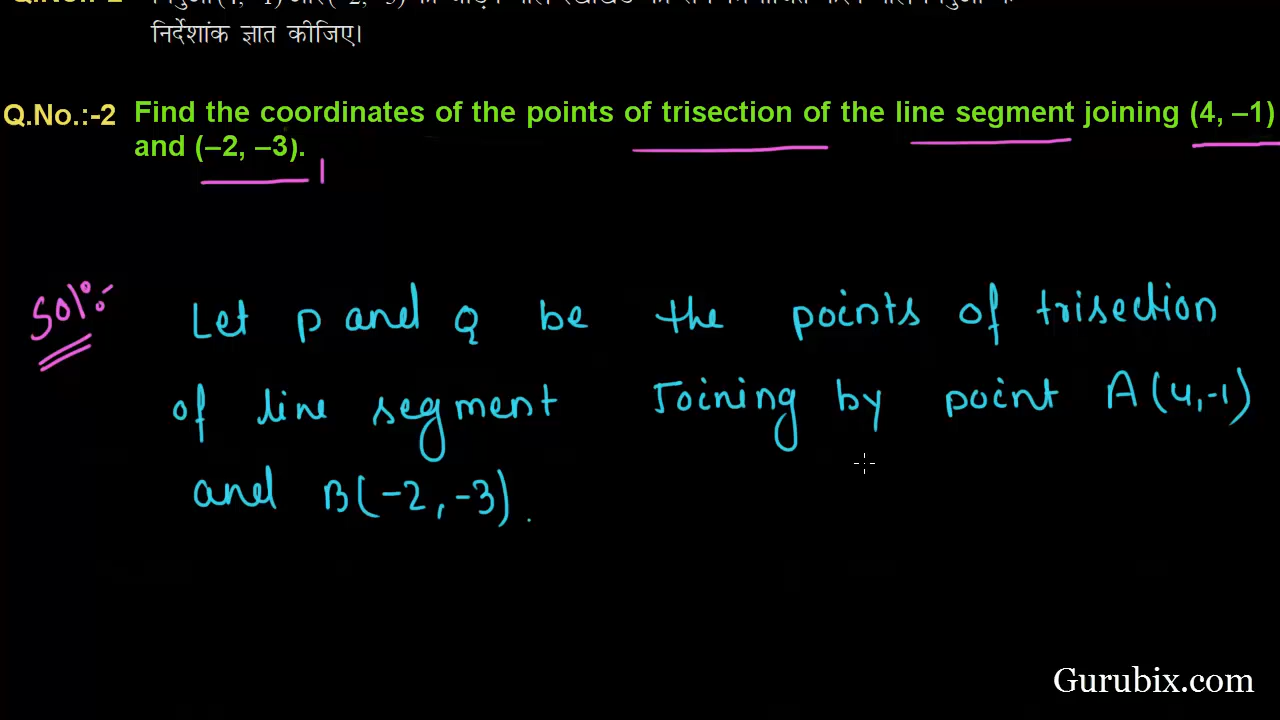 निर्देशांक ज्ञात कीजिए।
Q.No.:-2 Find the coordinates of the points of trisection of the line segment joining (4, –1)
and (–2, –3).
Sol:
Let P and Q be the points of trisection
of line segment Joining by point A(4,-1)
and B(-2,-3).
Gurubix.com